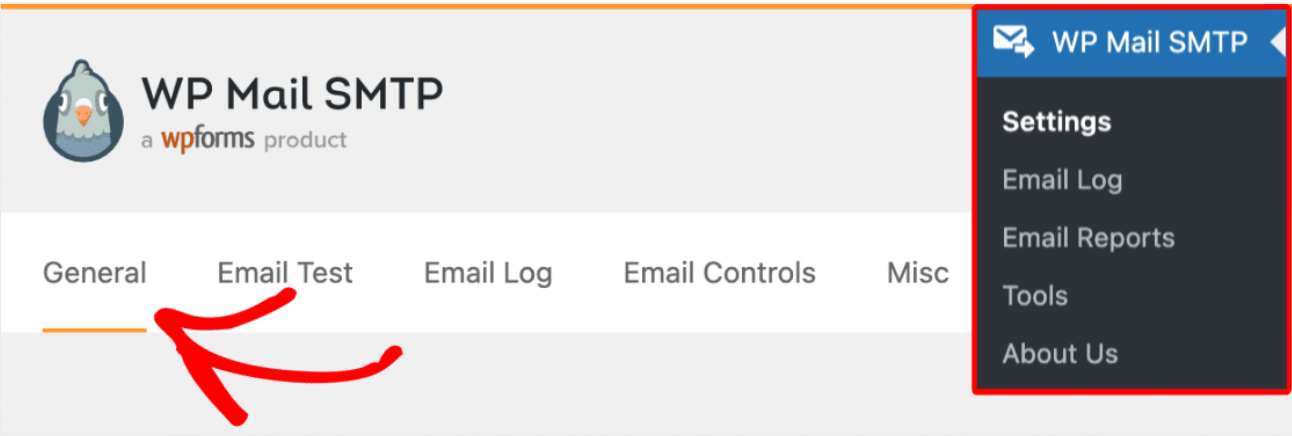 WP Mail SMTP
a wpforms product
General Email Test Email Log Email Controls Misc
WP Mail SMTP
Settings
Email Log
Email Reports
Tools
About Us